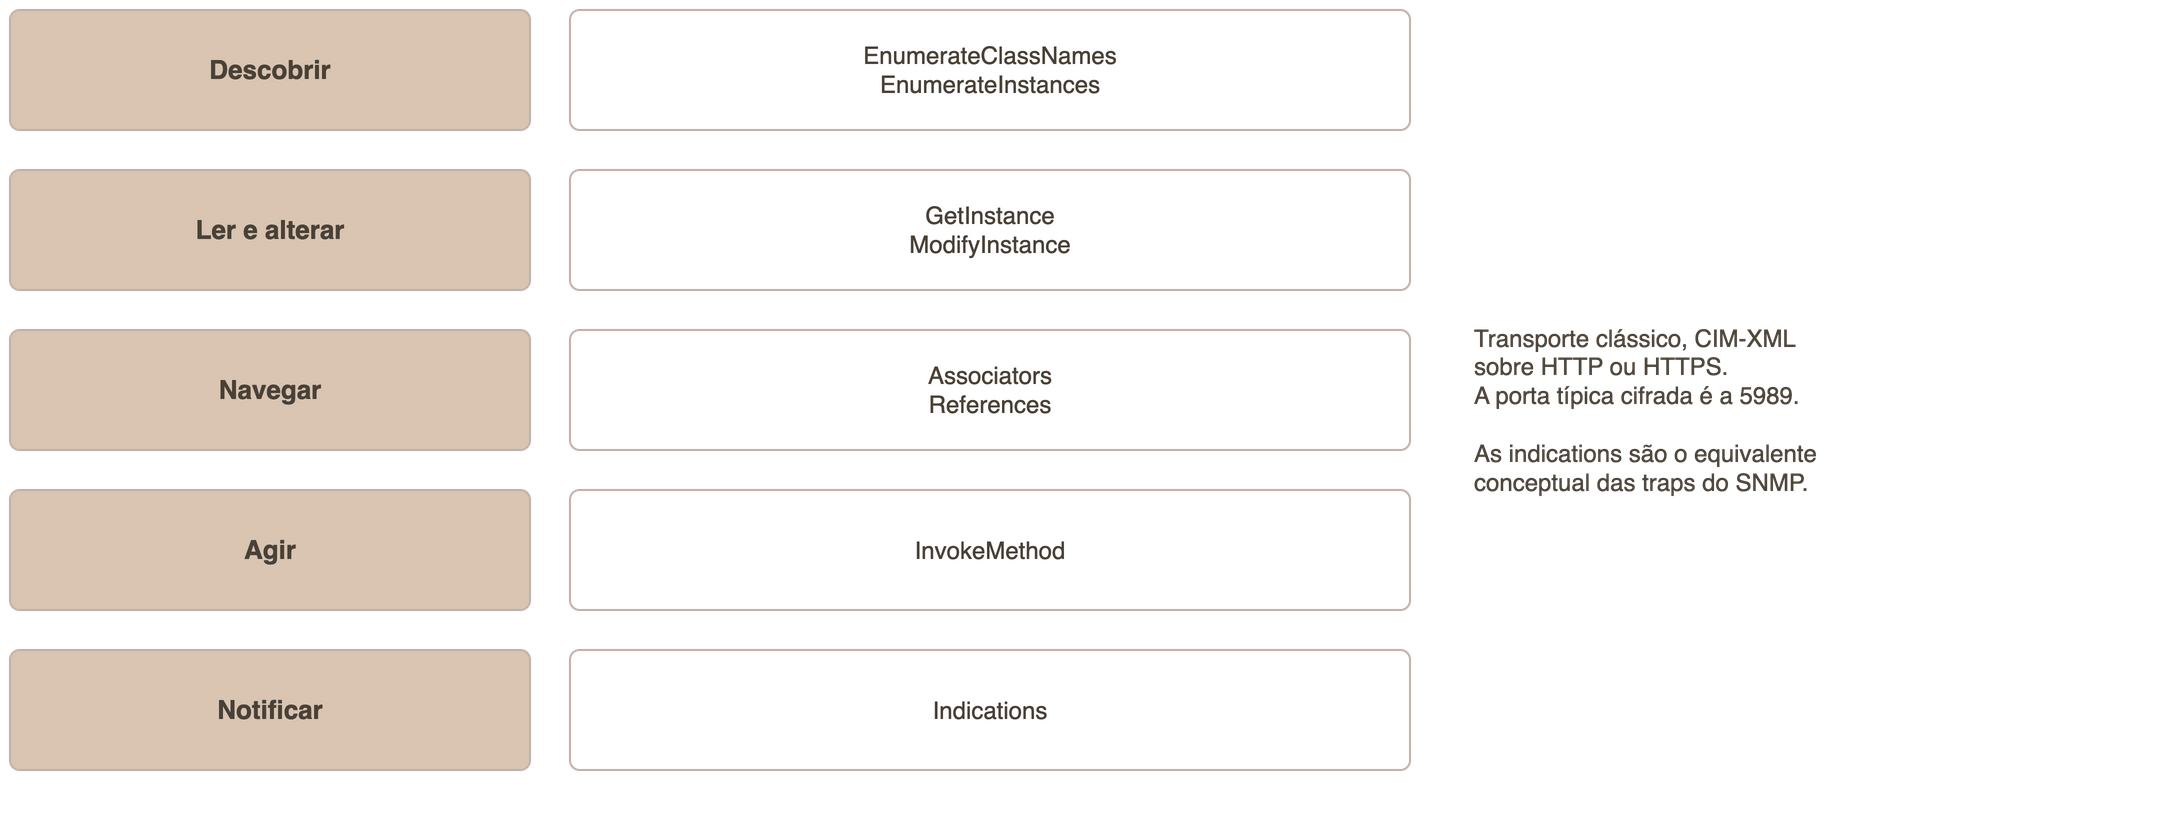 Descobrir
EnumerateClassNames
EnumerateInstances
Ler e alterar
GetInstance
ModifyInstance
Navegar
Associators
References
Agir
InvokeMethod
Notificar
Indications
Transporte clássico, CIM-XML
sobre HTTP ou HTTPS.
A porta típica cifrada é a 5989.
As indications são o equivalente
conceptual das traps do SNMP.